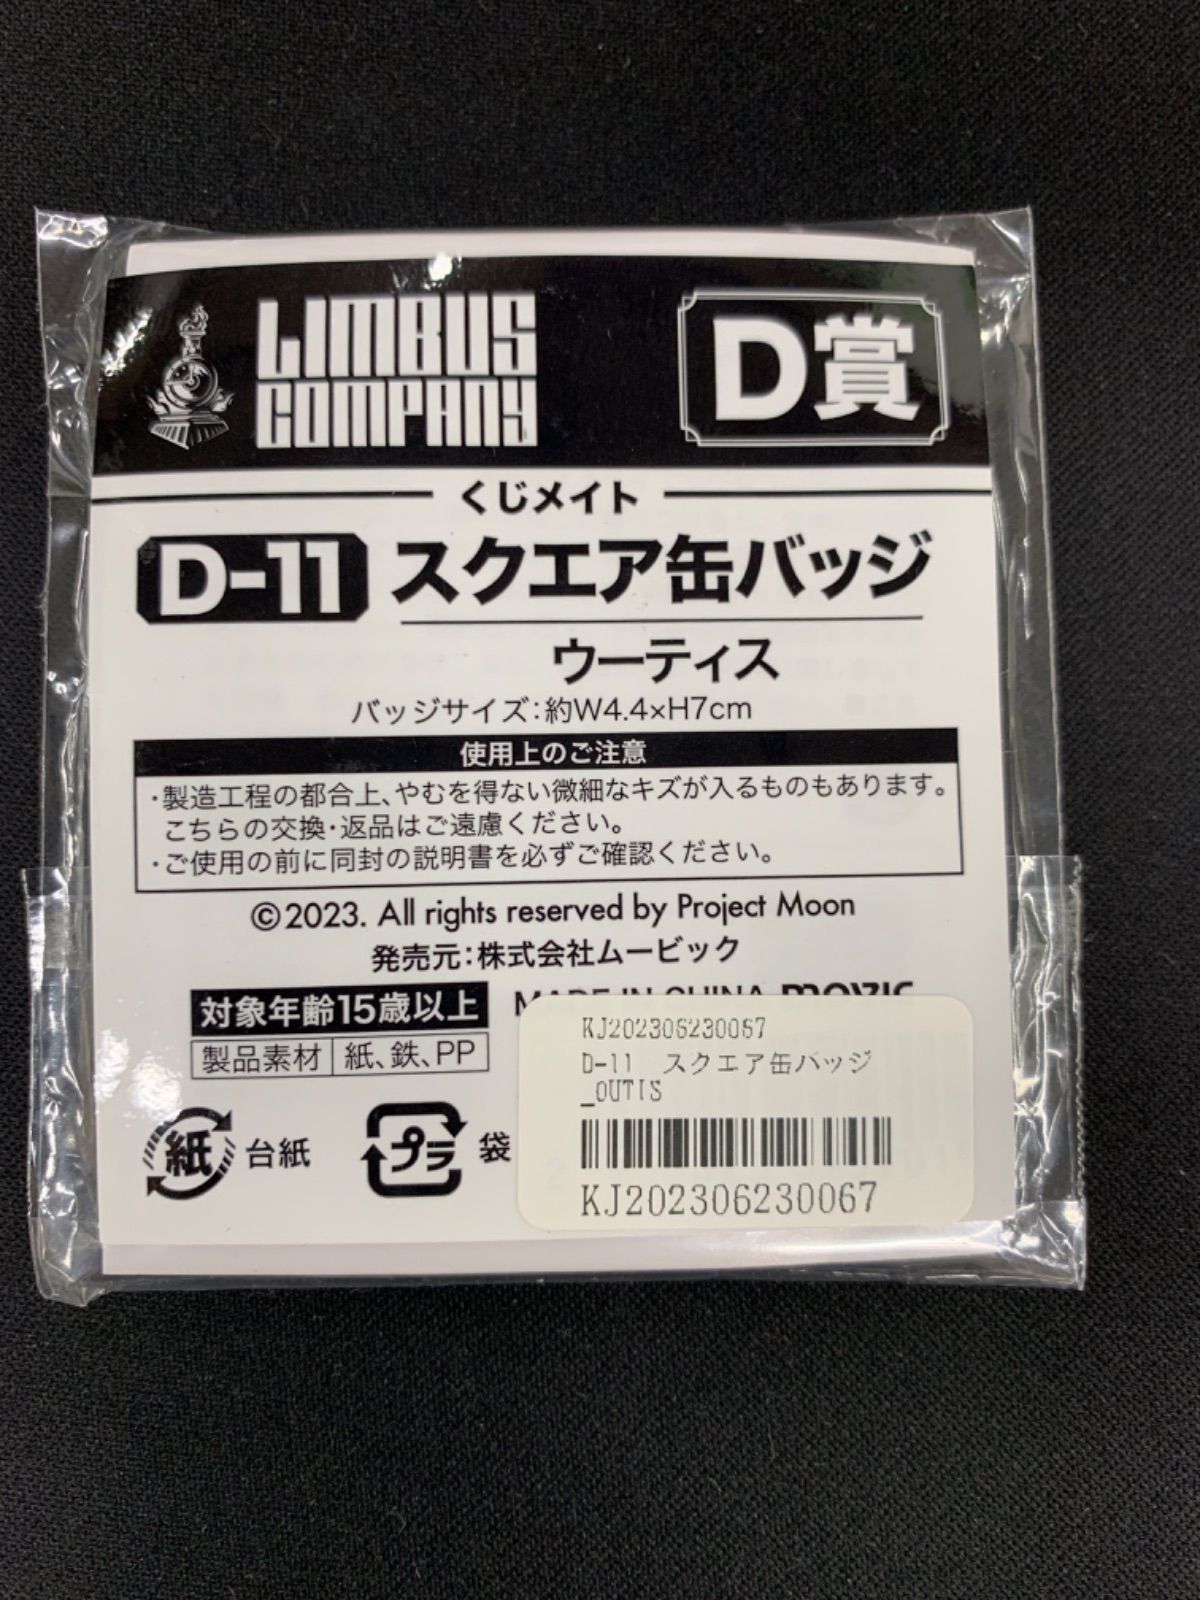 LIMBUS
COMPANY
D賞
くじメイト
D-11 スクエア缶バッジ
ウーティス
バッジサイズ:約W4.4×H7cm
使用上のご注意
・製造工程の都合上、やむを得ない微細なキズが入るものもあります。
こちらの交換・返品はご遠慮ください。
・ご使用の前に同封の説明書を必ずご確認ください。
©2023. All rights reserved by Project Moon
発売元:株式会社ムービック
対象年齢15歳以上 MADE IN CHINA movic
製品素材 紙、鉄、PP
紙 台紙 プラ 袋
KJ202306230067
D-11 スクエア缶バッジ
_OUTIS
KJ202306230067